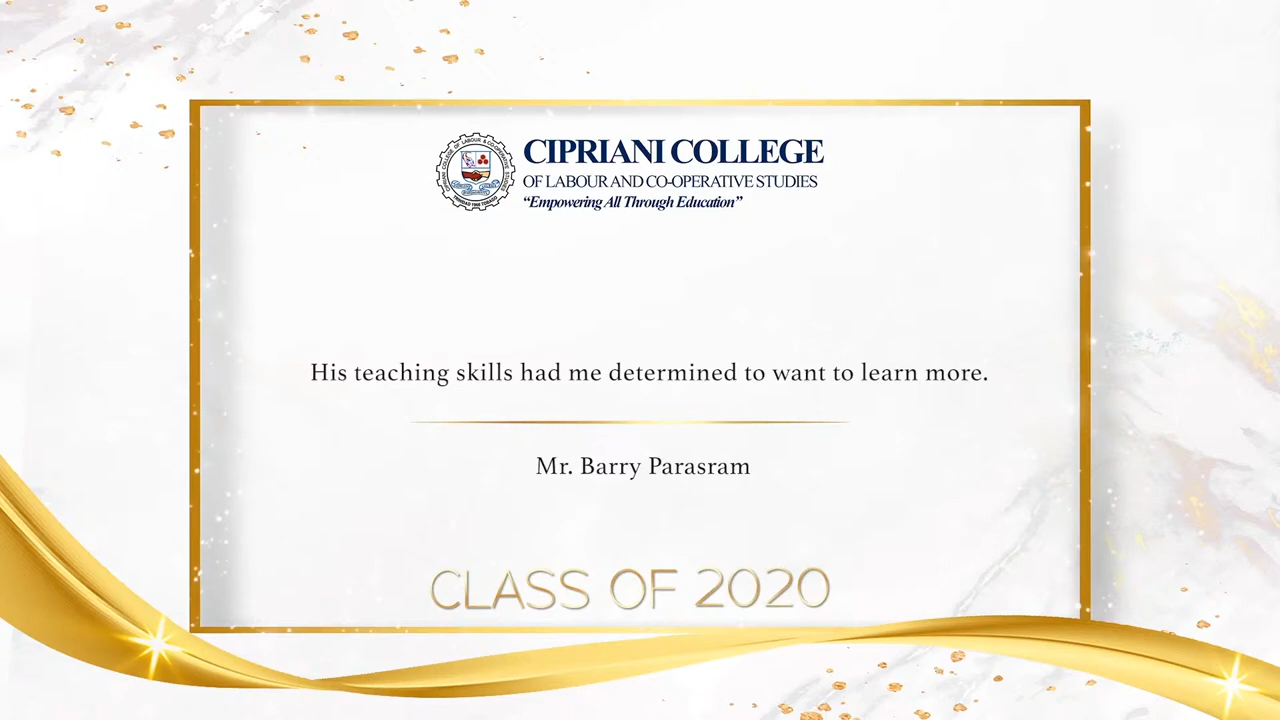 CIPRIANI COLLEGE
OF LABOUR AND CO-OPERATIVE STUDIES
“Empowering All Through Education”
His teaching skills had me determined to want to learn more.
Mr. Barry Parasram
CLASS OF 2020